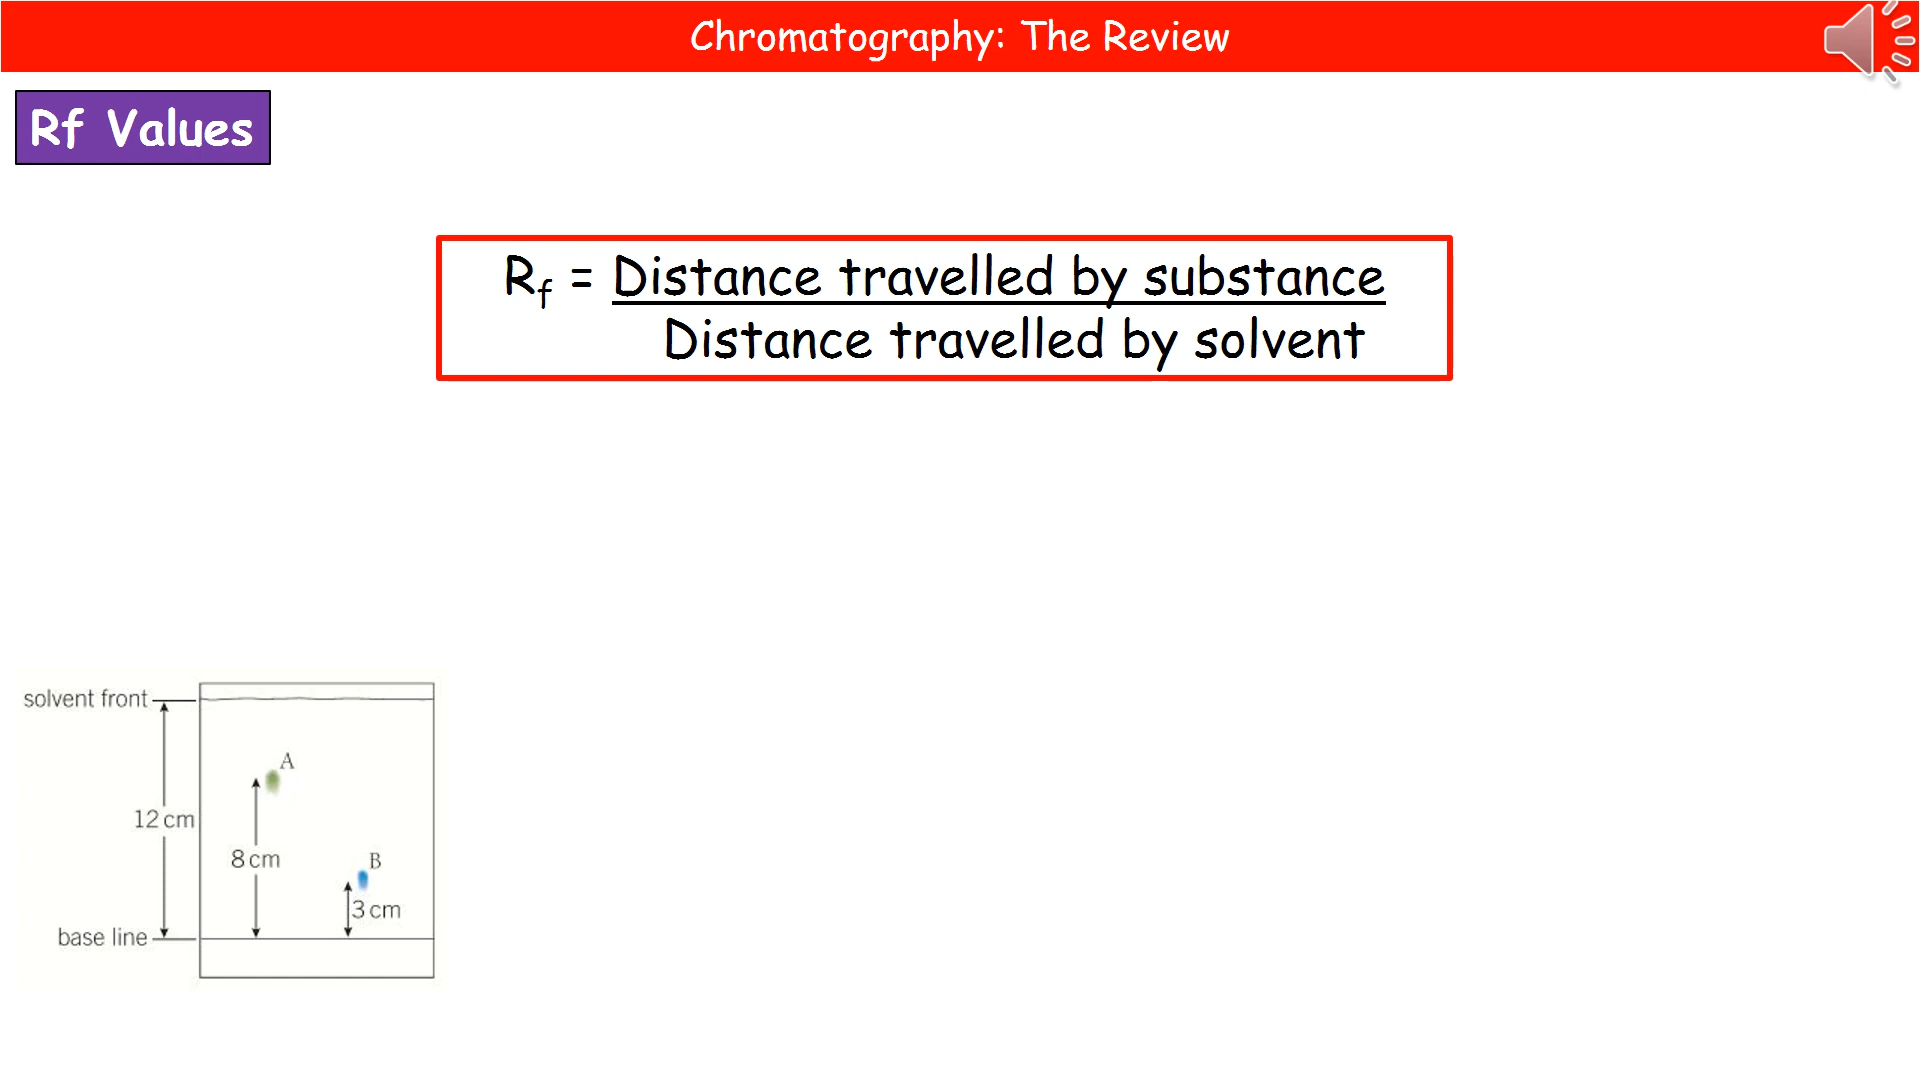 Chromatography: The Review
Rf Values
Rf = Distance travelled by substance
Distance travelled by solvent
solvent front
A
12 cm
8 cm
B
3 cm
base line